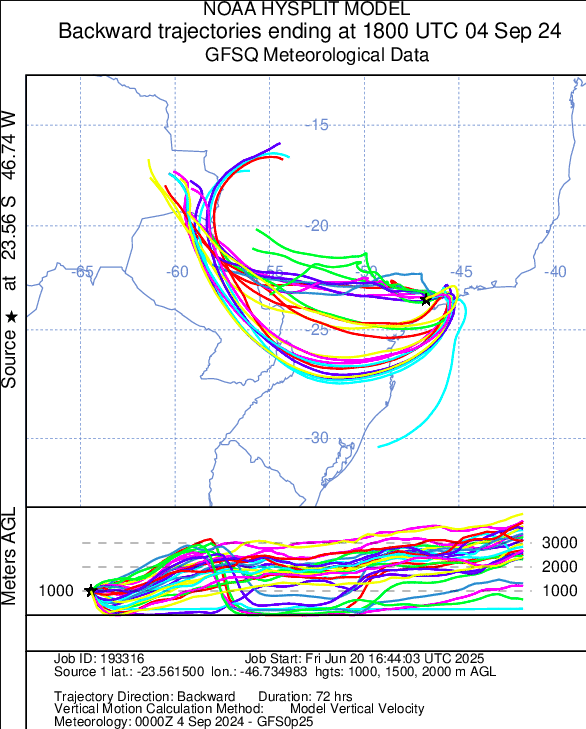 NOAA HYSPLIT MODEL
Backward trajectories ending at 1800 UTC 04 Sep 24
GFSQ Meteorological Data
Source ★ at 23.56 S 46.74 W
-15
-20
-65
-60
-55
-50
-45
-40
-25
-30
Meters AGL
1000
3000
2000
1000
Job ID: 193316 Job Start: Fri Jun 20 16:44:03 UTC 2025
Source 1 lat.: -23.561500 lon.: -46.734983 hgts: 1000, 1500, 2000 m AGL
Trajectory Direction: Backward Duration: 72 hrs
Vertical Motion Calculation Method: Model Vertical Velocity
Meteorology: 0000Z 4 Sep 2024 - GFS0p25